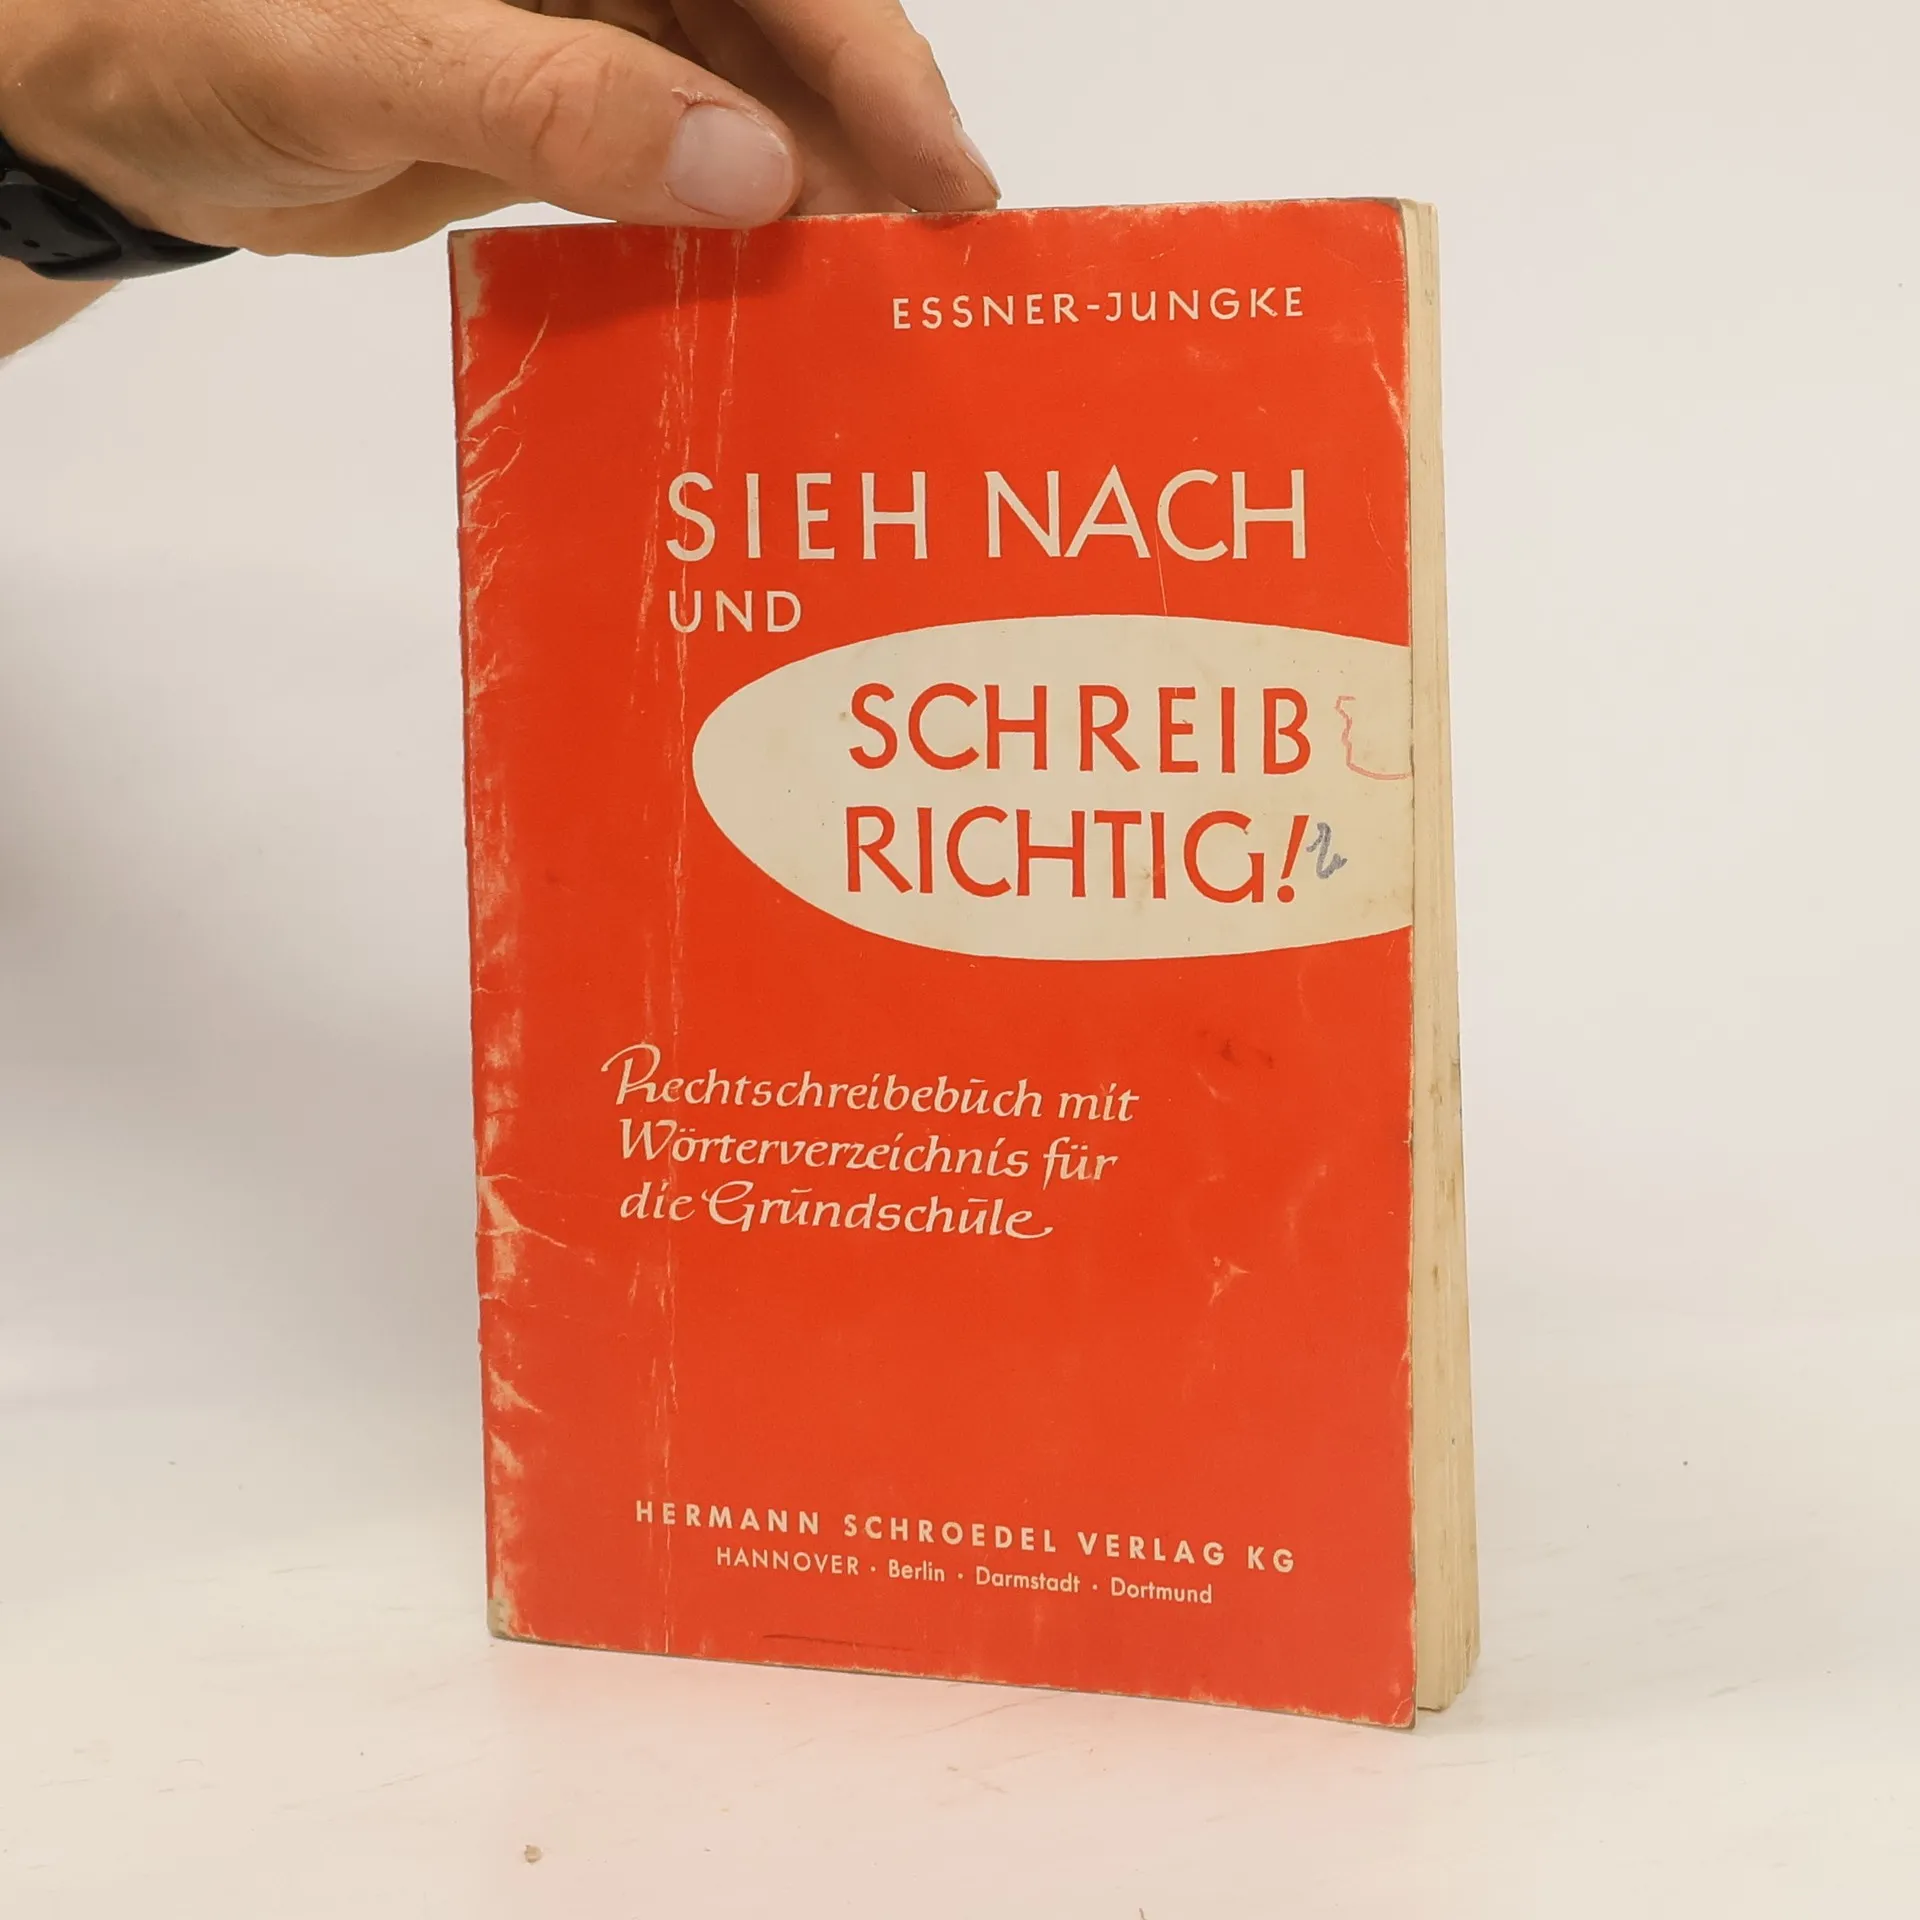 ESSNER-JUNGKE
SIEH NACH
UND
SCHREIB
RICHTIG!
Rechtschreibebuch mit
Wörterverzeichnis für
die Grundschule
HERMANN SCHROEDEL VERLAG KG
HANNOVER · Berlin · Darmstadt · Dortmund